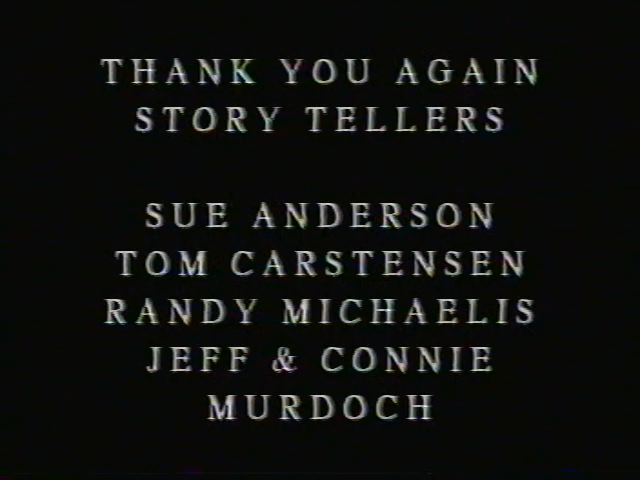 THANK YOU AGAIN
STORY TELLERS
SUE ANDERSON
TOM CARSTENSEN
RANDY MICHAELIS
JEFF & CONNIE
MURDOCH